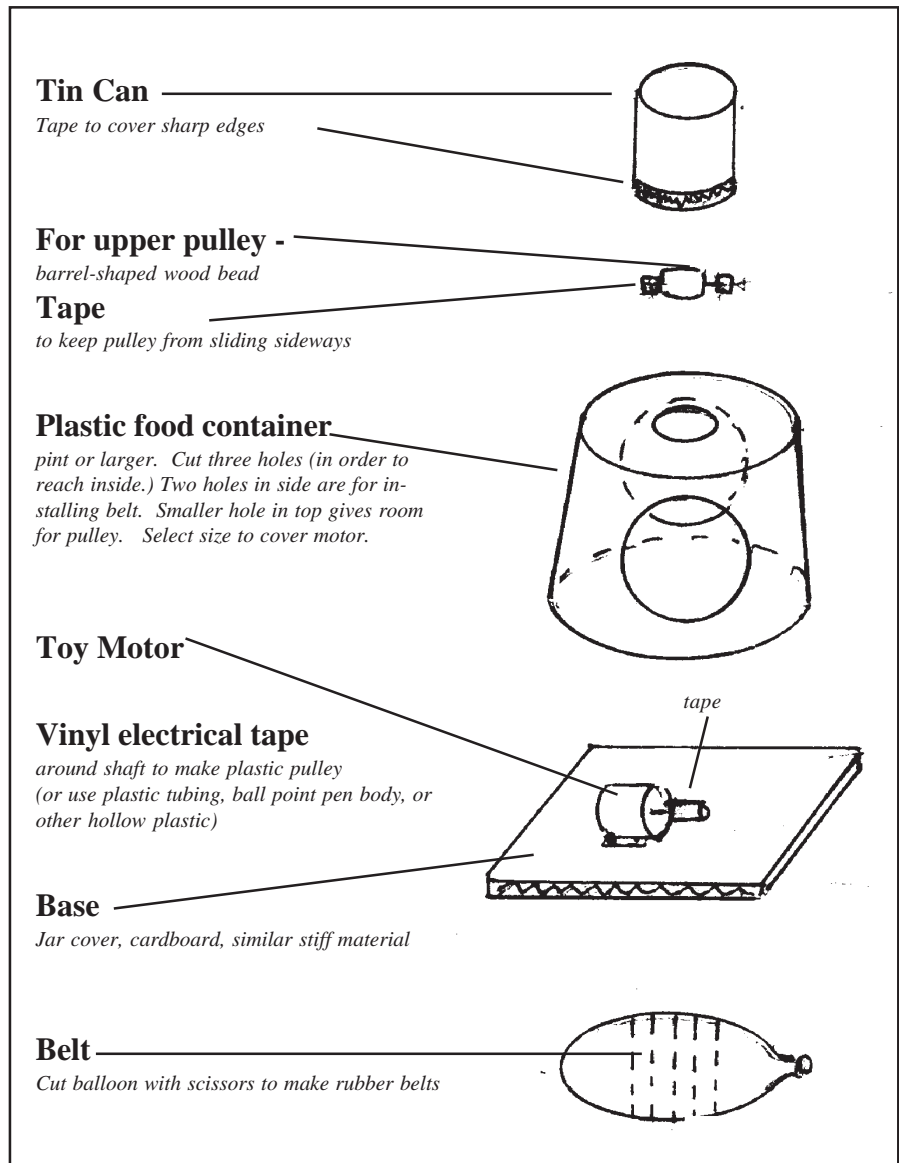 Tin Can
Tape to cover sharp edges
For upper pulley -
barrel-shaped wood bead
Tape
to keep pulley from sliding sideways
Plastic food container
pint or larger. Cut three holes (in order to
reach inside.) Two holes in side are for in-
stalling belt. Smaller hole in top gives room
for pulley. Select size to cover motor.
Toy Motor
tape
Vinyl electrical tape
around shaft to make plastic pulley
(or use plastic tubing, ball point pen body, or
other hollow plastic)
Base
Jar cover, cardboard, similar stiff material
Belt
Cut balloon with scissors to make rubber belts